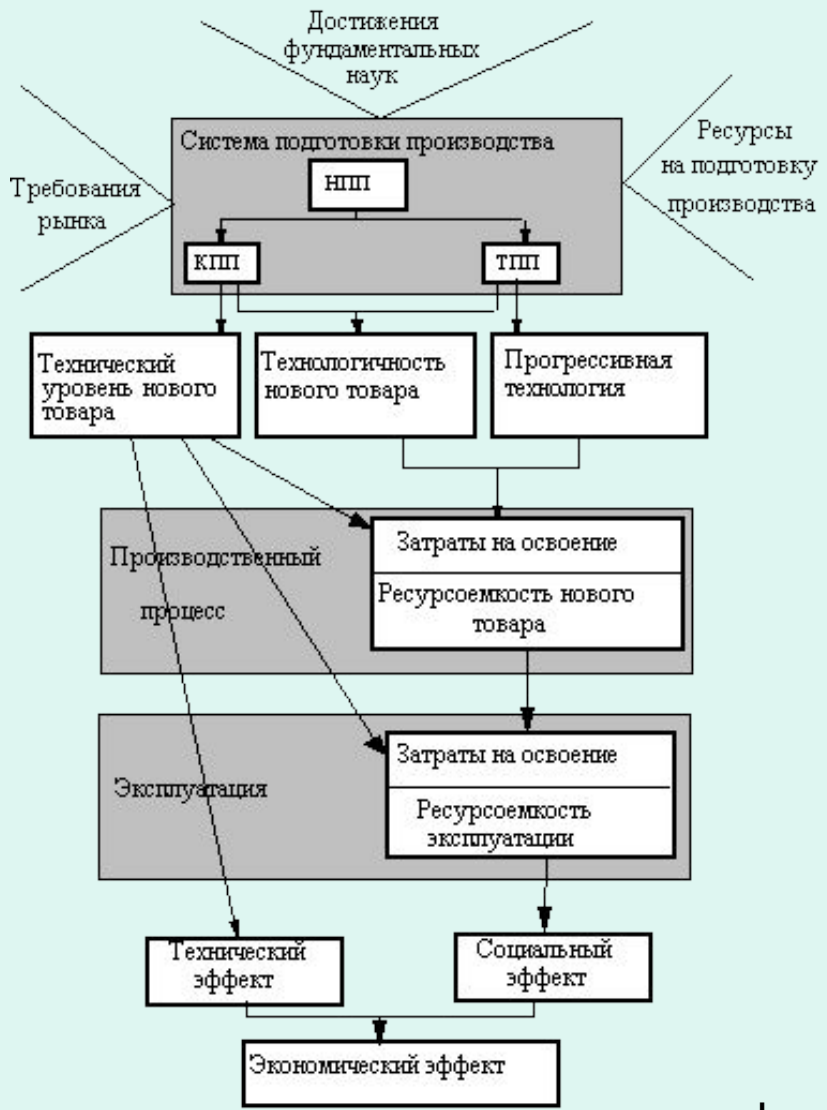 Достижения
фундаментальных
наук
Система подготовки производства
Ресурсы
на подготовку
производства
Требования
рынка
НПП
КПП
ТПП
Технический
уровень нового
товара
Технологичность
нового товара
Прогрессивная
технология
Производственный
процесс
Затраты на освоение
Ресурсоемкость нового
товара
Эксплуатация
Затраты на освоение
Ресурсоемкость
эксплуатации
Технический
эффект
Социальный
эффект
Экономический эффект